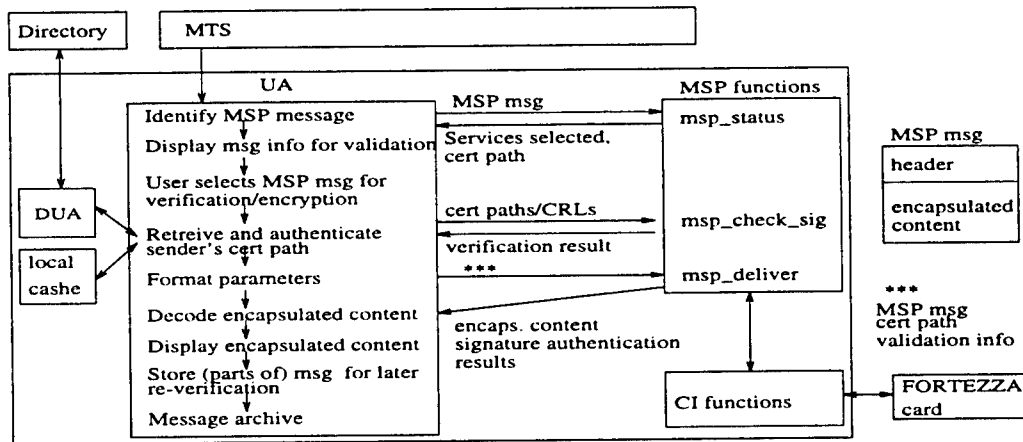 Directory
MTS
UA
Identify MSP message
Display msg info for validation
User selects MSP msg for
verification/encryption
Retreive and authenticate
sender's cert path
Format parameters
Decode encapsulated content
Display encapsulated content
Store (parts of) msg for later
re-verification
Message archive
DUA
local
cashe
MSP msg
Services selected,
cert path
cert paths/CRLs
verification result
***
encaps. content
signature authentication
results
MSP functions
msp_status
msp_check_sig
msp_deliver
CI functions
MSP msg
header
encapsulated
content
***
MSP msg
cert path
validation info
FORTEZZA
card